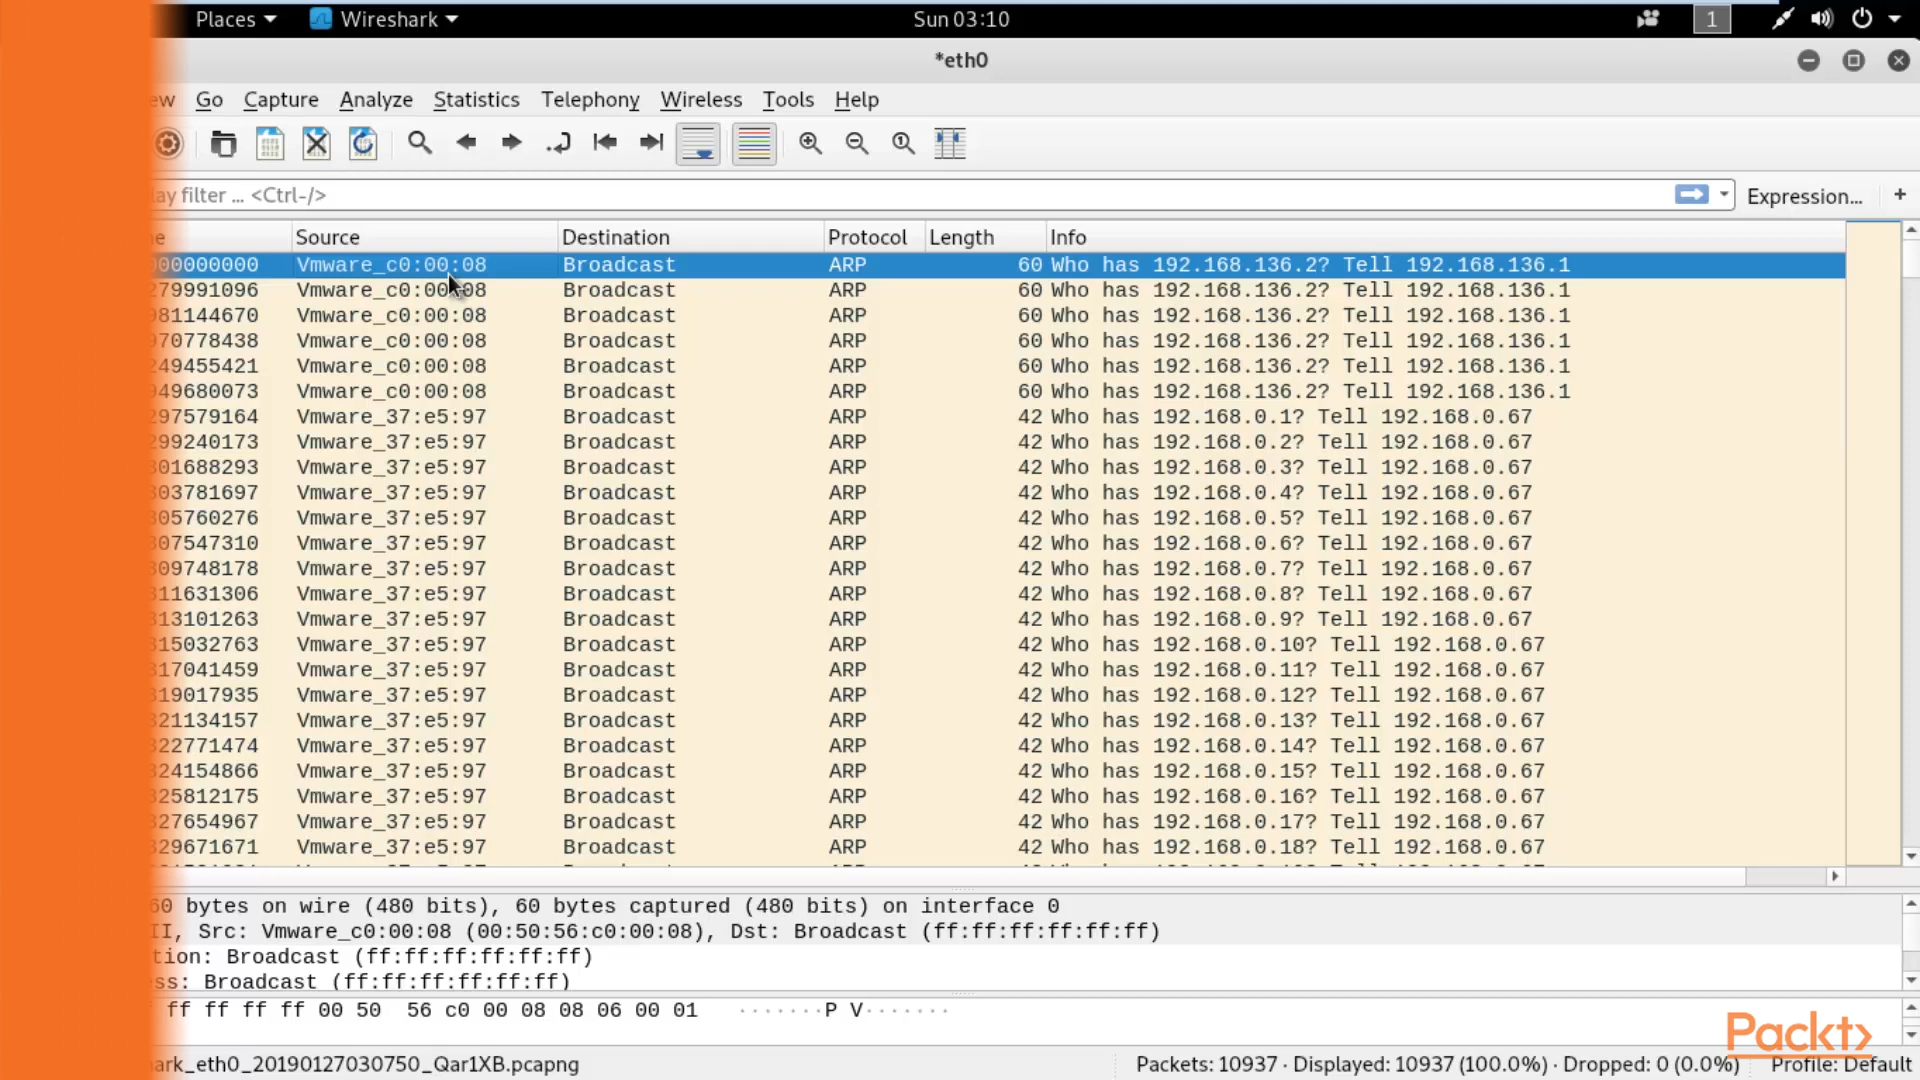 Places Wireshark Sun 03:10 1
*eth0
ew Go Capture Analyze Statistics Telephony Wireless Tools Help
lay filter ... <Ctrl-/> Expression... +
Source Destination Protocol Length Info
000000000 Vmware_c0:00:08 Broadcast ARP 60 Who has 192.168.136.2? Tell 192.168.136.1
279991096 Vmware_c0:00:08 Broadcast ARP 60 Who has 192.168.136.2? Tell 192.168.136.1
981144670 Vmware_c0:00:08 Broadcast ARP 60 Who has 192.168.136.2? Tell 192.168.136.1
970778438 Vmware_c0:00:08 Broadcast ARP 60 Who has 192.168.136.2? Tell 192.168.136.1
249455421 Vmware_c0:00:08 Broadcast ARP 60 Who has 192.168.136.2? Tell 192.168.136.1
949680073 Vmware_c0:00:08 Broadcast ARP 60 Who has 192.168.136.2? Tell 192.168.136.1
297579164 Vmware_37:e5:97 Broadcast ARP 42 Who has 192.168.0.1? Tell 192.168.0.67
299240173 Vmware_37:e5:97 Broadcast ARP 42 Who has 192.168.0.2? Tell 192.168.0.67
301688293 Vmware_37:e5:97 Broadcast ARP 42 Who has 192.168.0.3? Tell 192.168.0.67
303781697 Vmware_37:e5:97 Broadcast ARP 42 Who has 192.168.0.4? Tell 192.168.0.67
305760276 Vmware_37:e5:97 Broadcast ARP 42 Who has 192.168.0.5? Tell 192.168.0.67
307547310 Vmware_37:e5:97 Broadcast ARP 42 Who has 192.168.0.6? Tell 192.168.0.67
309748178 Vmware_37:e5:97 Broadcast ARP 42 Who has 192.168.0.7? Tell 192.168.0.67
311631306 Vmware_37:e5:97 Broadcast ARP 42 Who has 192.168.0.8? Tell 192.168.0.67
313101263 Vmware_37:e5:97 Broadcast ARP 42 Who has 192.168.0.9? Tell 192.168.0.67
315032763 Vmware_37:e5:97 Broadcast ARP 42 Who has 192.168.0.10? Tell 192.168.0.67
317041459 Vmware_37:e5:97 Broadcast ARP 42 Who has 192.168.0.11? Tell 192.168.0.67
319017935 Vmware_37:e5:97 Broadcast ARP 42 Who has 192.168.0.12? Tell 192.168.0.67
321134157 Vmware_37:e5:97 Broadcast ARP 42 Who has 192.168.0.13? Tell 192.168.0.67
322771474 Vmware_37:e5:97 Broadcast ARP 42 Who has 192.168.0.14? Tell 192.168.0.67
324154866 Vmware_37:e5:97 Broadcast ARP 42 Who has 192.168.0.15? Tell 192.168.0.67
325812175 Vmware_37:e5:97 Broadcast ARP 42 Who has 192.168.0.16? Tell 192.168.0.67
327654967 Vmware_37:e5:97 Broadcast ARP 42 Who has 192.168.0.17? Tell 192.168.0.67
329671671 Vmware_37:e5:97 Broadcast ARP 42 Who has 192.168.0.18? Tell 192.168.0.67
60 bytes on wire (480 bits), 60 bytes captured (480 bits) on interface 0
II, Src: Vmware_c0:00:08 (00:50:56:c0:00:08), Dst: Broadcast (ff:ff:ff:ff:ff:ff)
tion: Broadcast (ff:ff:ff:ff:ff:ff)
ess: Broadcast (ff:ff:ff:ff:ff:ff)
ff ff ff ff 00 50 56 c0 00 08 08 06 00 01 ·······P V·······
Packt>
ark_eth0_20190127030750_Qar1XB.pcapng Packets: 10937 · Displayed: 10937 (100.0%) · Dropped: 0 (0.0%) Profile: Default